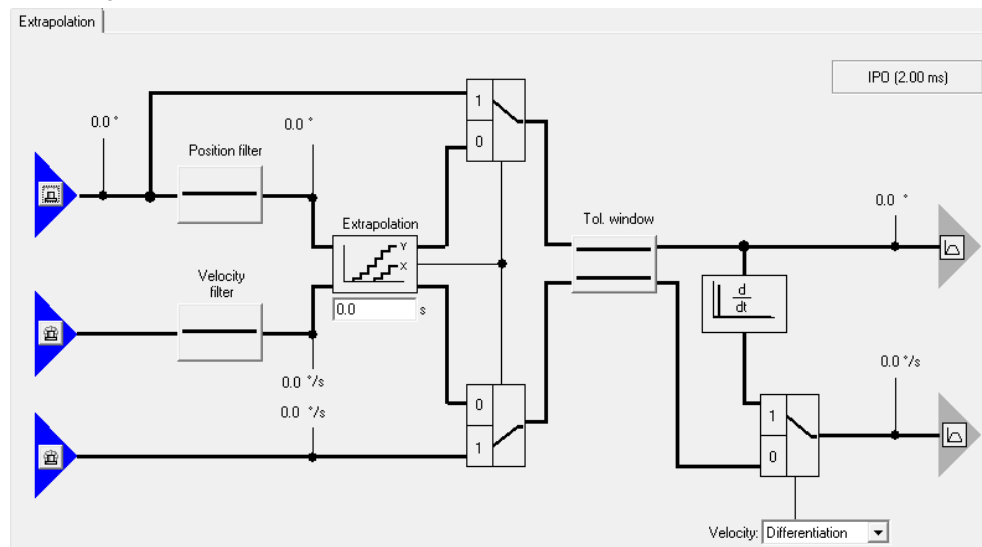 Extrapolation
IPO (2.00 ms)
1
0.0 °
0.0 °
0
Position filter
0.0 °
Tol. window
Extrapolation
Y
X
Velocity
filter
d
dt
0.0 s
0.0 °/s
0.0 °/s
0.0 °/s
0
1
1
0
Velocity: Differentiation